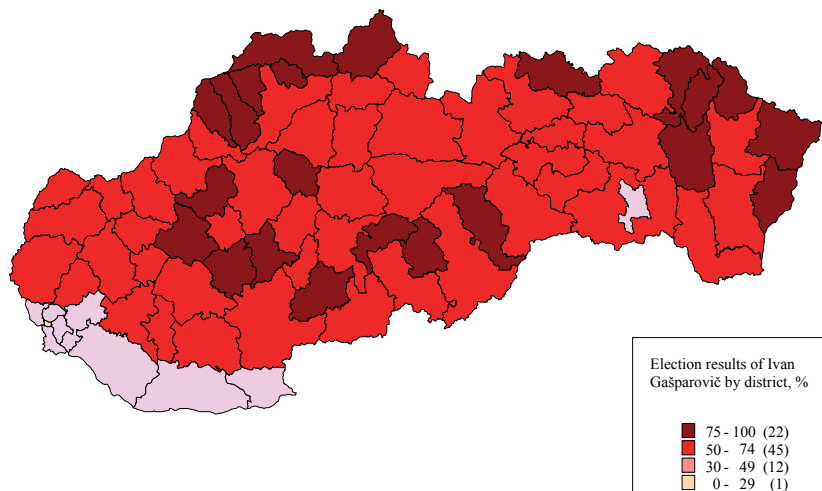 Election results of Ivan
Gašparovič by district, %
75 - 100 (22)
50 - 74 (45)
30 - 49 (12)
0 - 29 (1)